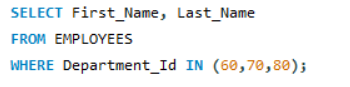 SELECT First_Name, Last_Name
FROM EMPLOYEES
WHERE Department_Id IN (60,70,80);